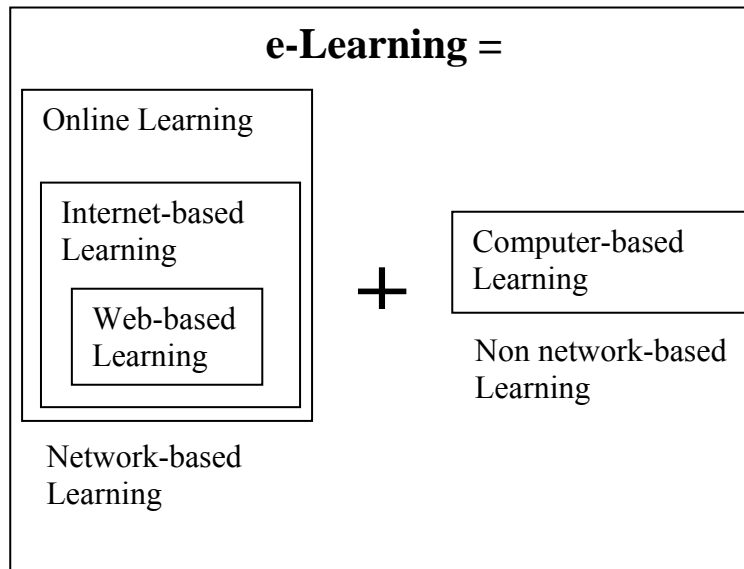 e-Learning =
Online Learning
Internet-based
Learning
Web-based
Learning
Network-based
Learning
+
Computer-based
Learning
Non network-based
Learning